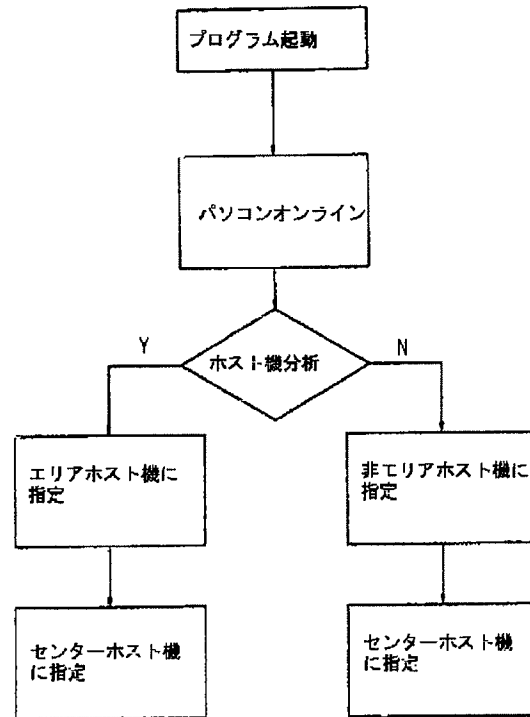 プログラム起動
パソコンオンライン
ホスト機分析
Y
N
エリアホスト機に
指定
非エリアホスト機に
指定
センターホスト機
に指定
センターホスト機
に指定